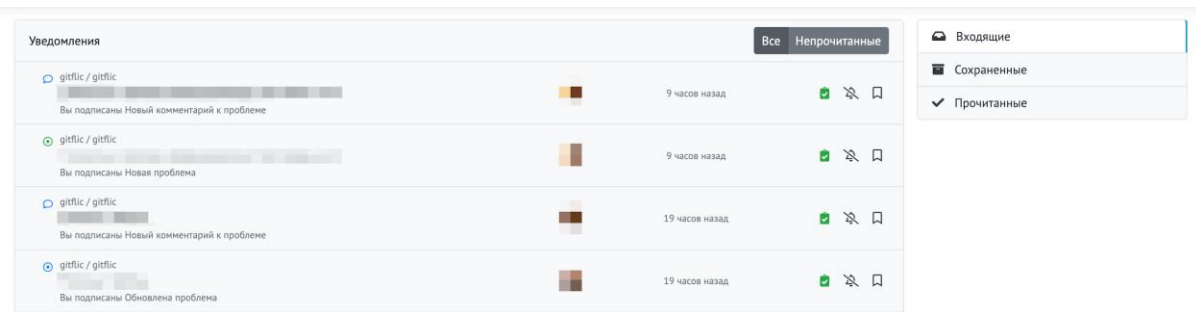 Уведомления
Все Непрочитанные
gitflic / gitflic
Вы подписаны Новый комментарий к проблеме
9 часов назад
gitflic / gitflic
Вы подписаны Новая проблема
9 часов назад
gitflic / gitflic
Вы подписаны Новый комментарий к проблеме
19 часов назад
gitflic / gitflic
Вы подписаны Обновлена проблема
19 часов назад
Входящие
Сохраненные
Прочитанные